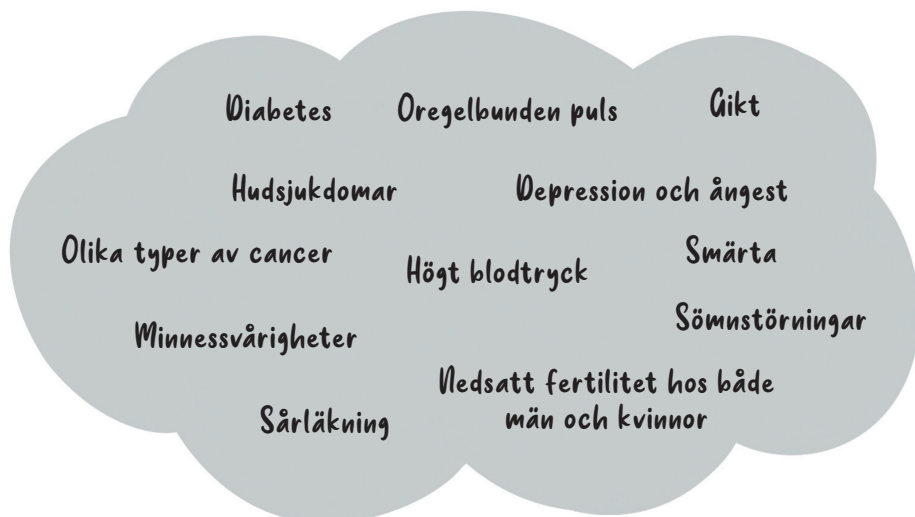 Diabetes
Oregelbunden puls
Gikt
Hudsjukdomar
Depression och ångest
Olika typer av cancer
Högt blodtryck
Smärta
Sömnstörningar
Minnessvårigheter
Nedsatt fertilitet hos både
män och kvinnor
Sårläkning